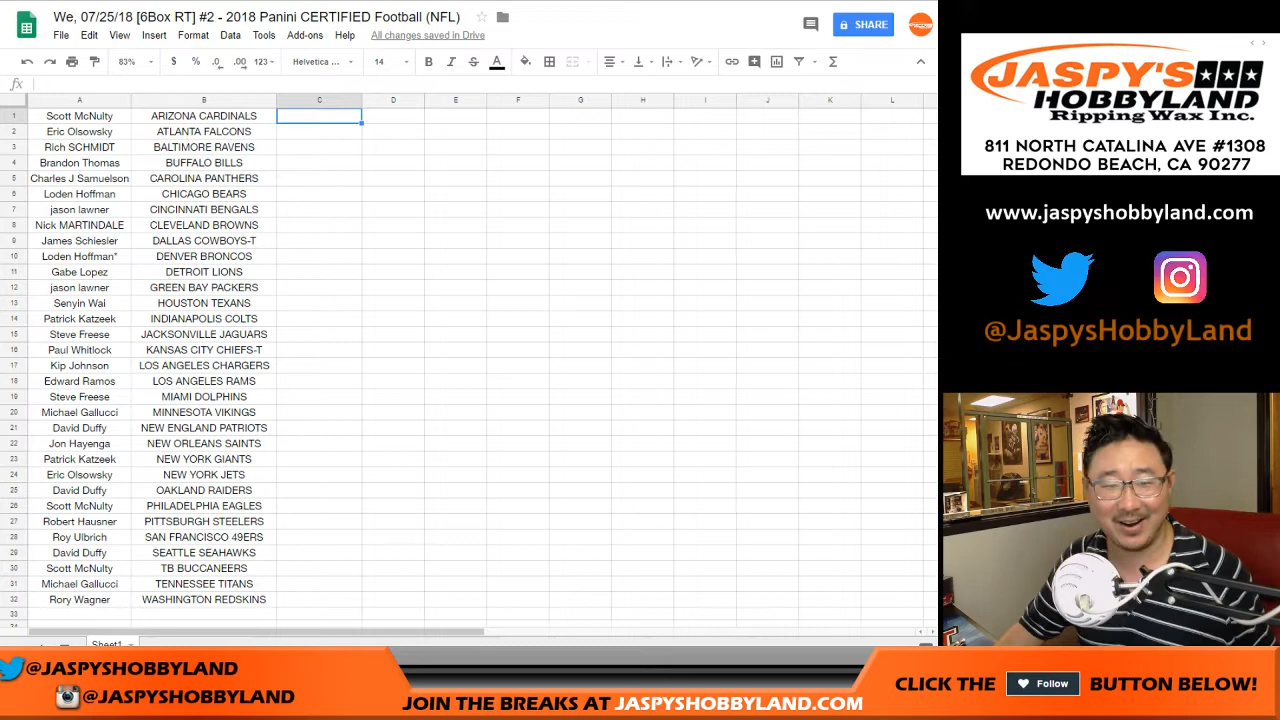 We, 07/25/18 [6Box RT] #2 - 2018 Panini CERTIFIED Football (NFL)
File Edit View Insert Format Data Tools Add-ons Help All changes saved in Drive
SHARE
83% $ % .0 .00 123 Helvetica ... 14 B I S A
fx
A B C D E F G H I J K L
1 Scott McNulty ARIZONA CARDINALS
2 Eric Olsowsky ATLANTA FALCONS
3 Rich SCHMIDT BALTIMORE RAVENS
4 Brandon Thomas BUFFALO BILLS
5 Charles J Samuelson CAROLINA PANTHERS
6 Loden Hoffman CHICAGO BEARS
7 jason lawner CINCINNATI BENGALS
8 Nick MARTINDALE CLEVELAND BROWNS
9 James Schiesler DALLAS COWBOYS-T
10 Loden Hoffman* DENVER BRONCOS
11 Gabe Lopez DETROIT LIONS
12 jason lawner GREEN BAY PACKERS
13 Senyin Wai HOUSTON TEXANS
14 Patrick Katzeek INDIANAPOLIS COLTS
15 Steve Freese JACKSONVILLE JAGUARS
16 Paul Whitlock KANSAS CITY CHIEFS-T
17 Kip Johnson LOS ANGELES CHARGERS
18 Edward Ramos LOS ANGELES RAMS
19 Steve Freese MIAMI DOLPHINS
20 Michael Gallucci MINNESOTA VIKINGS
21 David Duffy NEW ENGLAND PATRIOTS
22 Jon Hayenga NEW ORLEANS SAINTS
23 Patrick Katzeek NEW YORK GIANTS
24 Eric Olsowsky NEW YORK JETS
25 David Duffy OAKLAND RAIDERS
26 Scott McNulty PHILADELPHIA EAGLES
27 Robert Hausner PITTSBURGH STEELERS
28 Roy Ulbrich SAN FRANCISCO 49ERS
29 David Duffy SEATTLE SEAHAWKS
30 Scott McNulty TB BUCCANEERS
31 Michael Gallucci TENNESSEE TITANS
32 Rory Wagner WASHINGTON REDSKINS
33
34
Sheet1
JASPY'S
HOBBYLAND
Ripping Wax Inc.
811 NORTH CATALINA AVE #1308
REDONDO BEACH, CA 90277
www.jaspyshobbyland.com
@JaspysHobbyLand
@JASPYSHOBBYLAND
@JASPYSHOBBYLAND
JOIN THE BREAKS AT JASPYSHOBBYLAND.COM
CLICK THE Follow BUTTON BELOW!